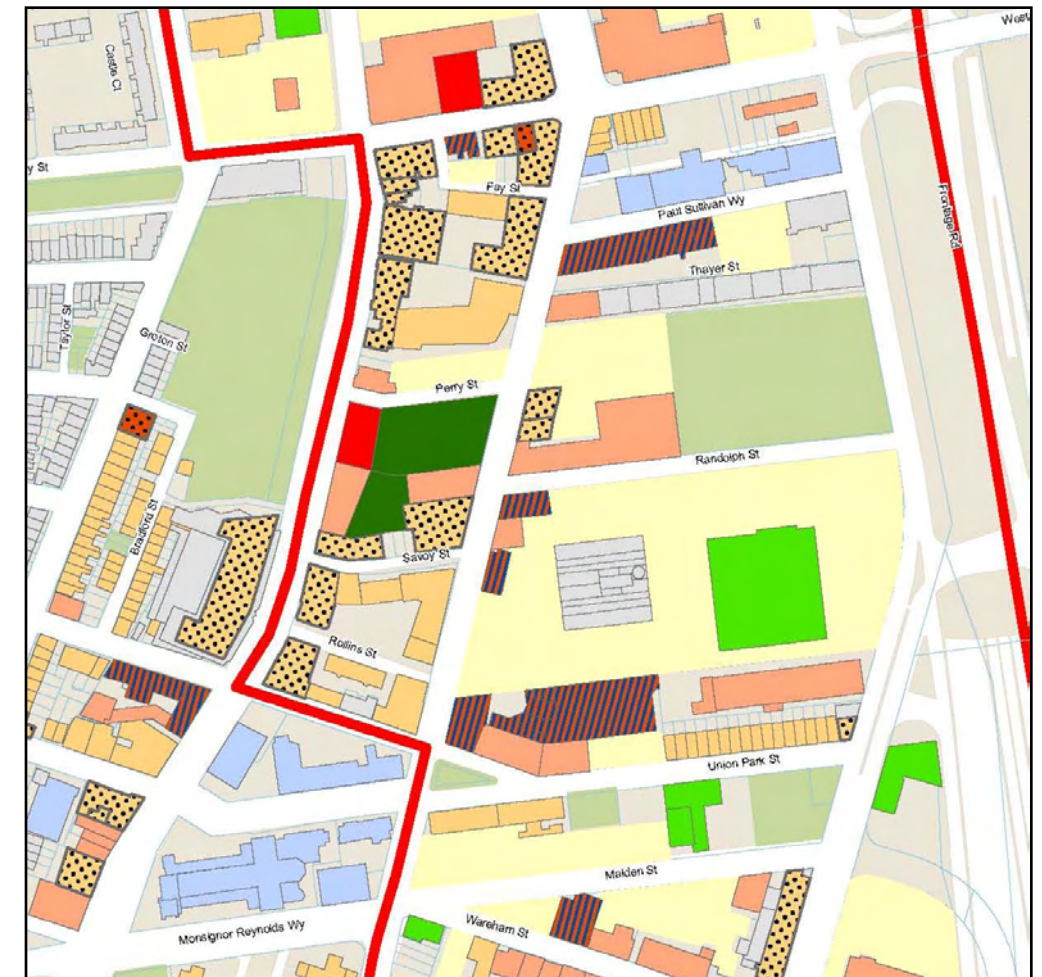 West
Castle Ct
y St
Fay St
Paul Sullivan Wy
Frontage Rd
Thayer St
Taylor St
Groton St
Perry St
Randolph St
Bradford St
Savoy St
Rollins St
Union Park St
Malden St
Wareham St
Monsignor Reynolds Wy